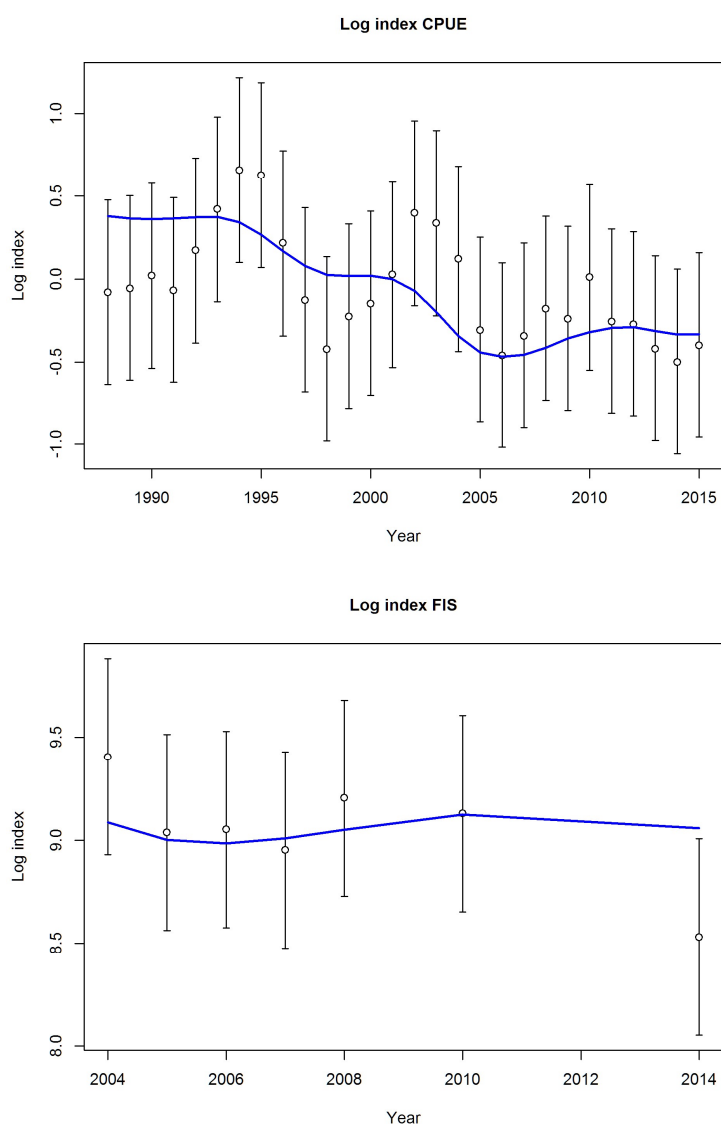 Log index CPUE
1.0
0.5
0.0
-0.5
-1.0
Log index
1990 1995 2000 2005 2010 2015
Year
Log index FIS
9.5
9.0
8.5
8.0
Log index
2004 2006 2008 2010 2012 2014
Year